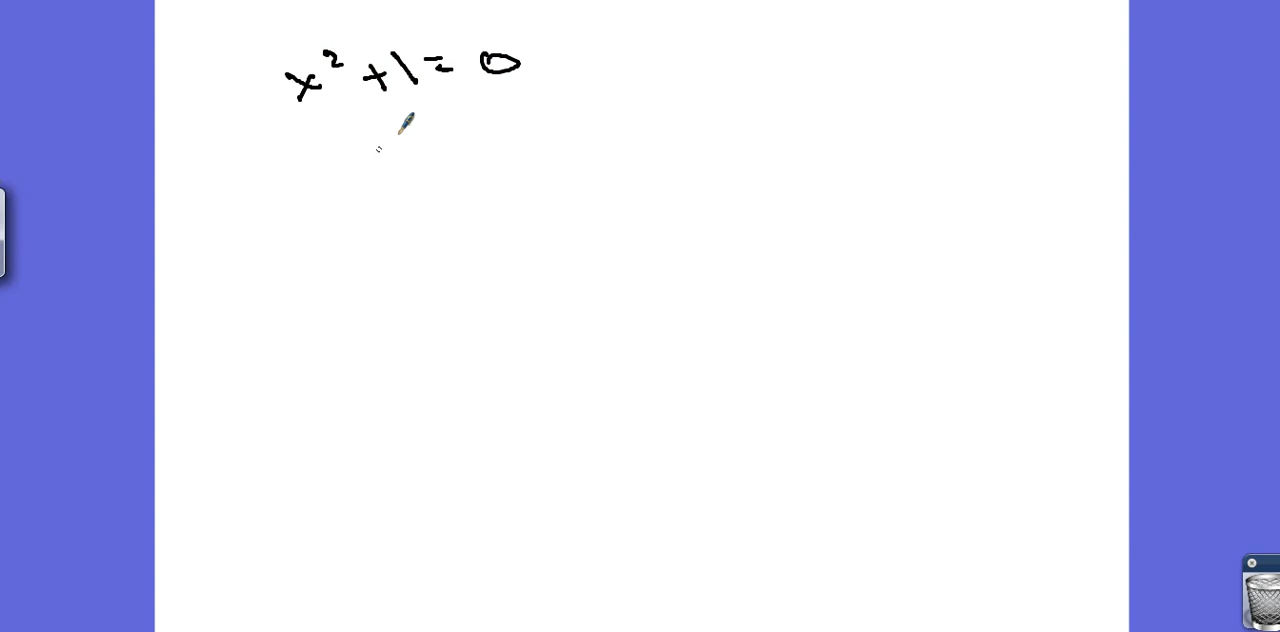 x² + 1 = 0